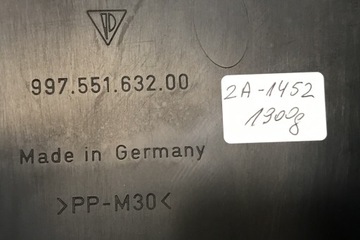 997.551.632.00
2A-1452
1300g
Made in Germany
>PP-M30<